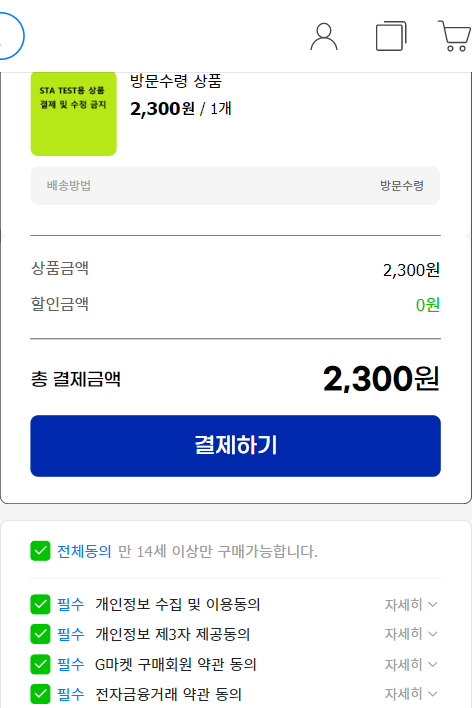 STA TEST용 상품
결제 및 수정 금지
방문수령 상품
2,300원 / 1개
배송방법 방문수령
상품금액 2,300원
할인금액 0원
총 결제금액 2,300원
결제하기
전체동의 만 14세 이상만 구매가능합니다.
필수 개인정보 수집 및 이용동의 자세히
필수 개인정보 제3자 제공동의 자세히
필수 G마켓 구매회원 약관 동의 자세히
필수 전자금융거래 약관 동의 자세히